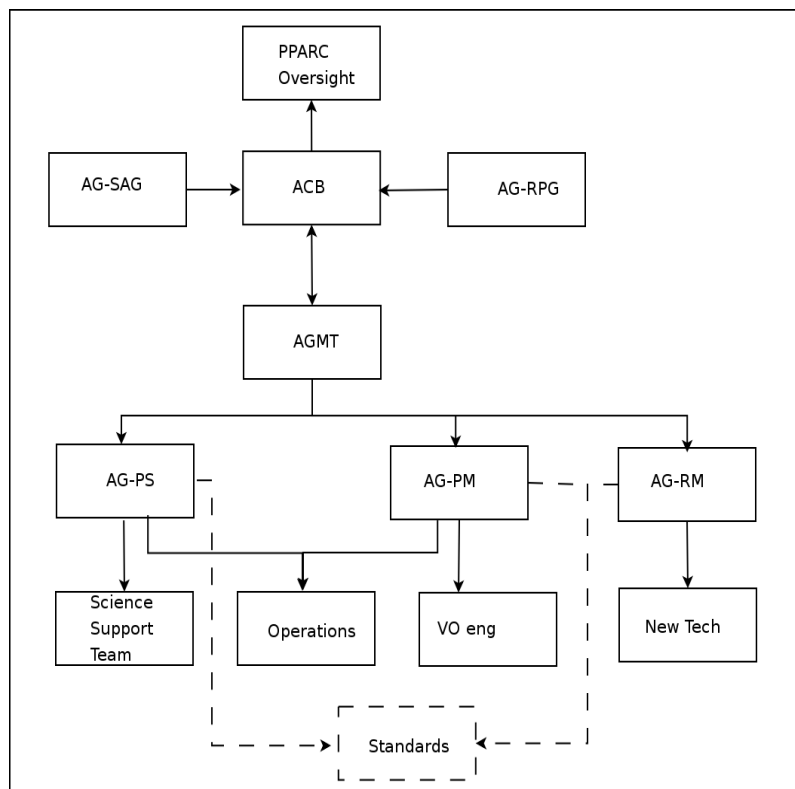 PPARC
Oversight
AG-SAG
ACB
AG-RPG
AGMT
AG-PS
AG-PM
AG-RM
Science
Support
Team
Operations
VO eng
New Tech
Standards